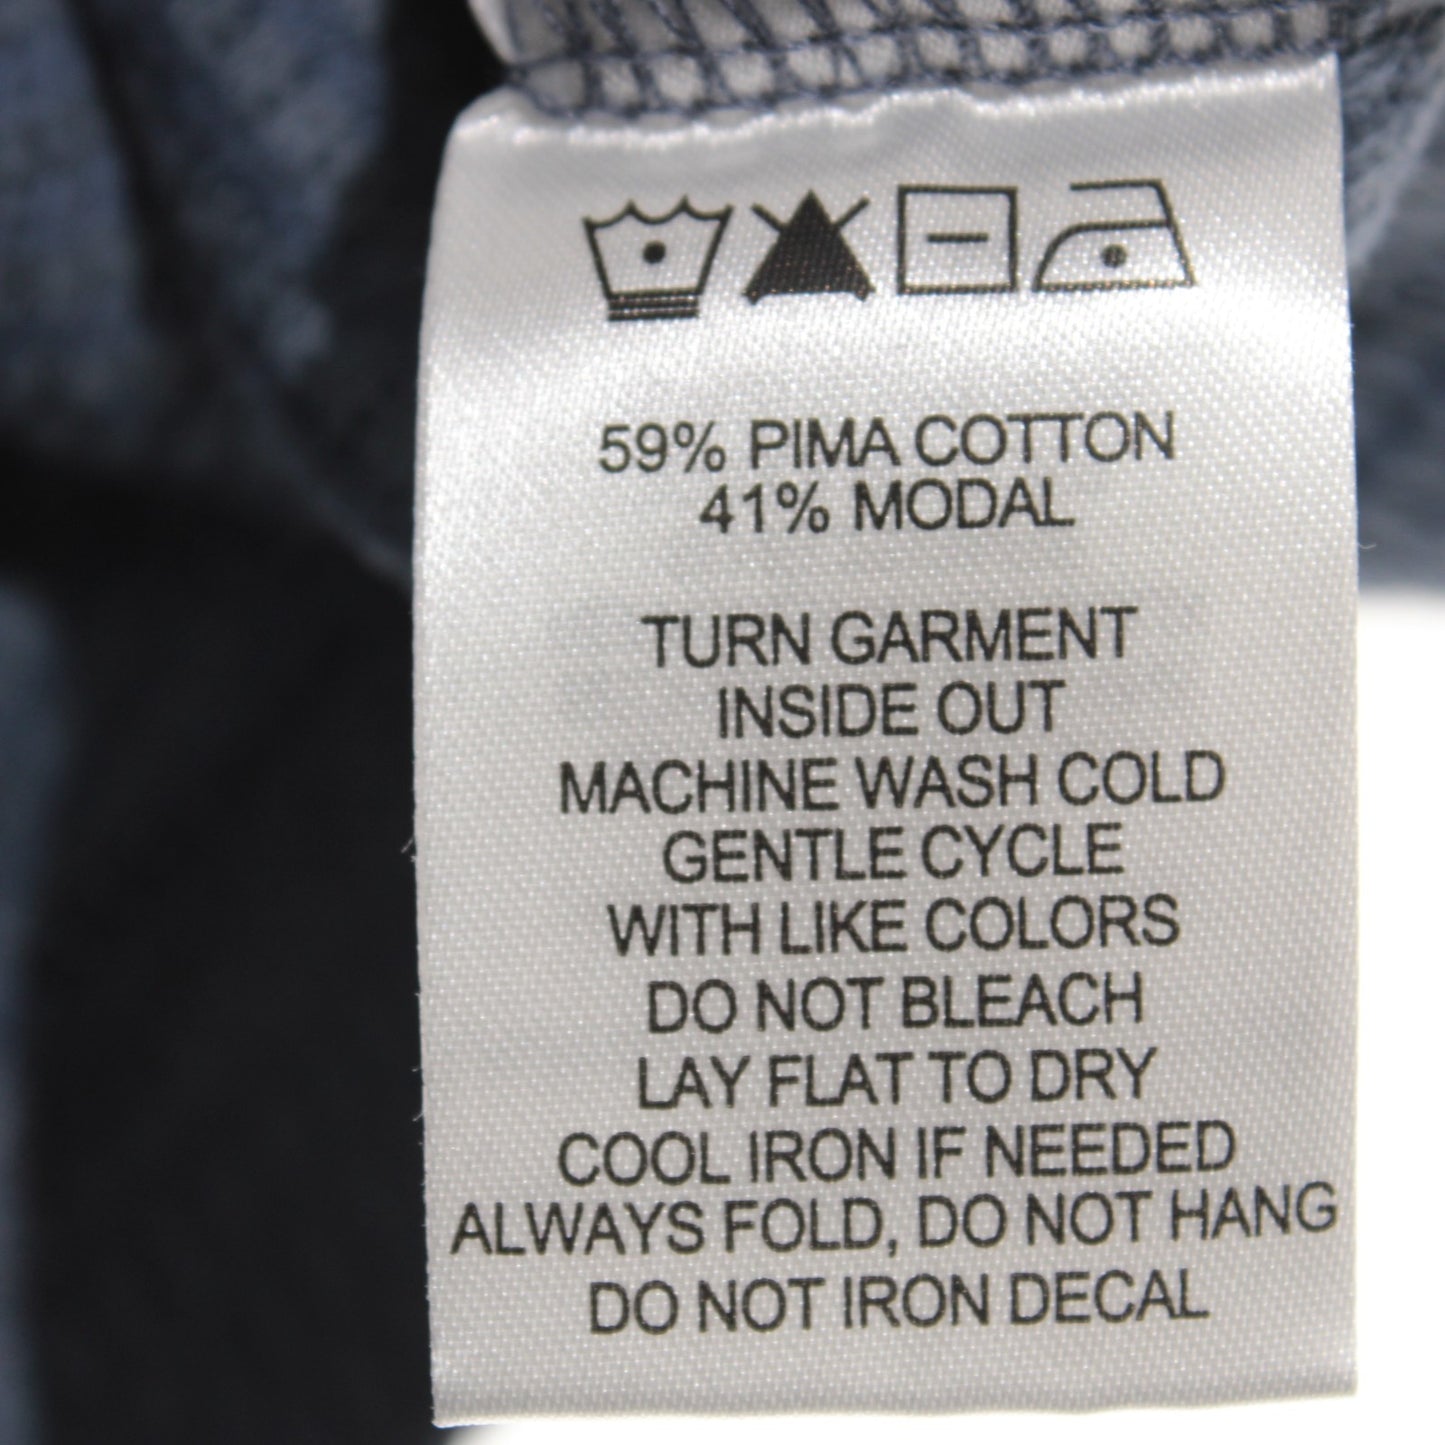 59% PIMA COTTON
41% MODAL
TURN GARMENT
INSIDE OUT
MACHINE WASH COLD
GENTLE CYCLE
WITH LIKE COLORS
DO NOT BLEACH
LAY FLAT TO DRY
COOL IRON IF NEEDED
ALWAYS FOLD, DO NOT HANG
DO NOT IRON DECAL